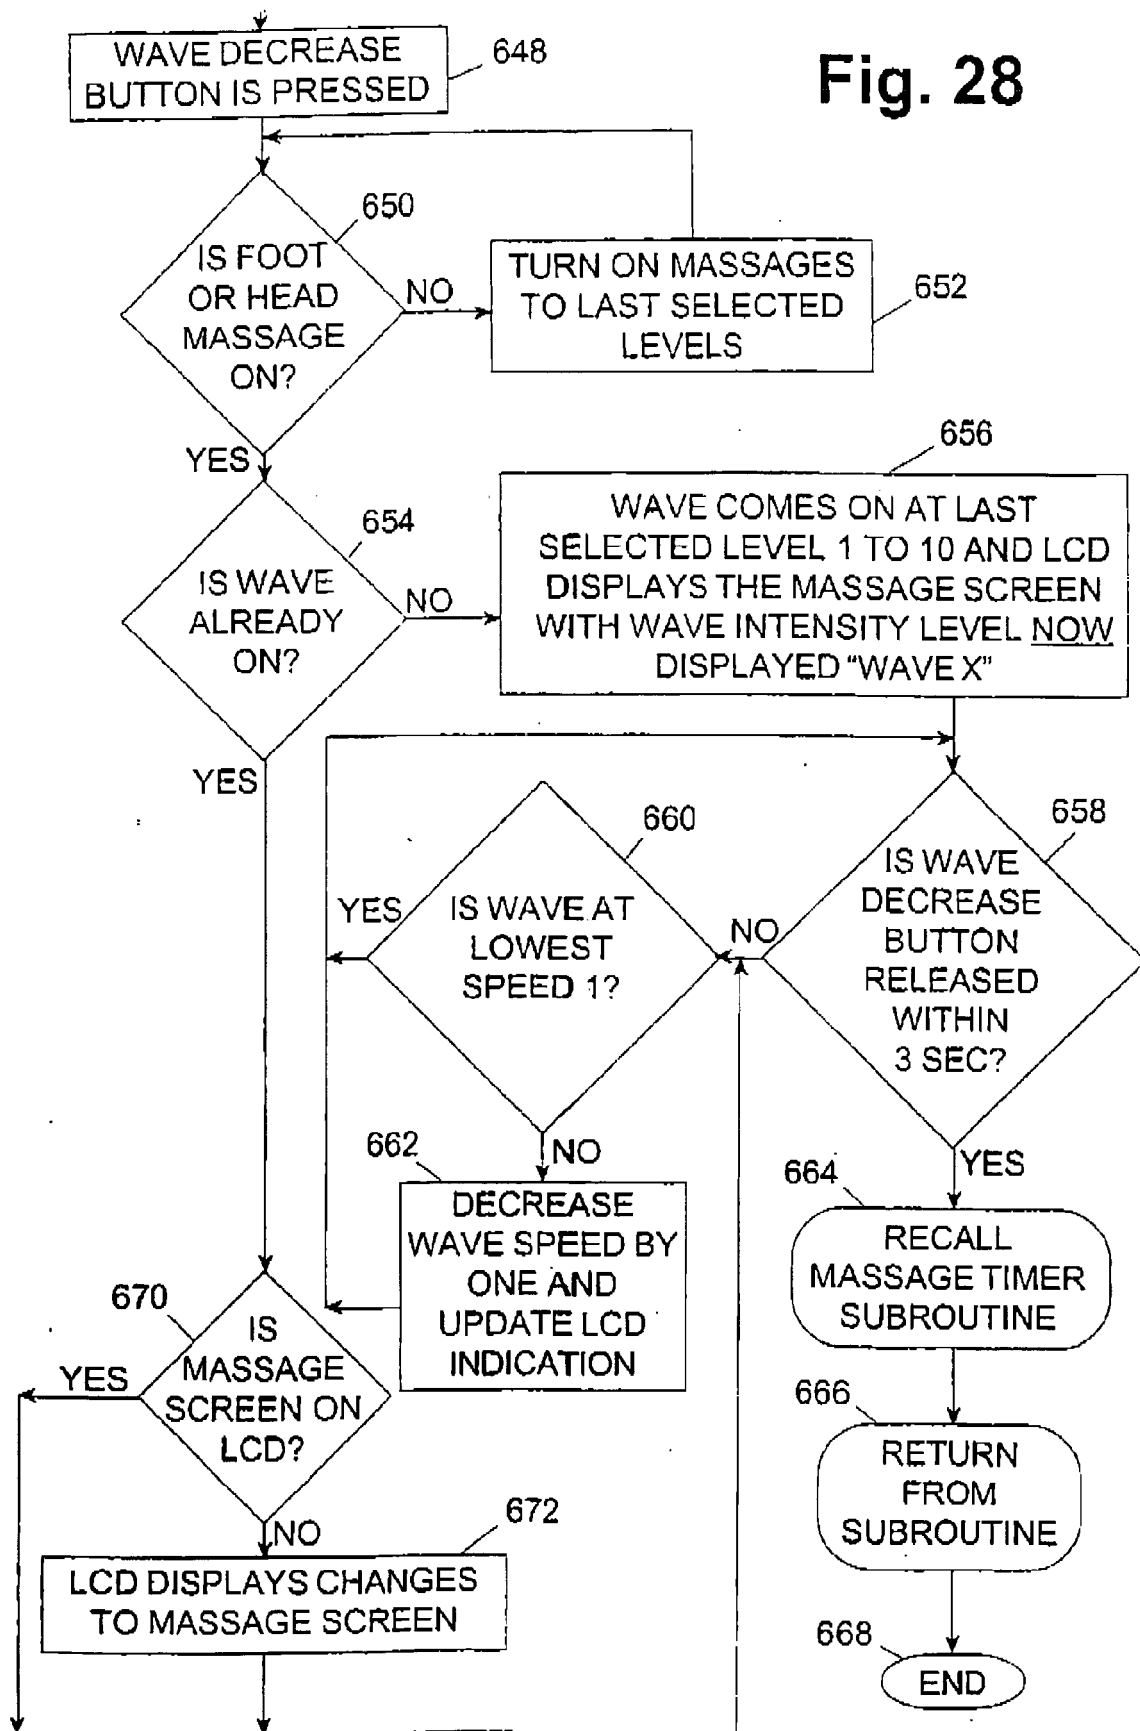 WAVE DECREASE
BUTTON IS PRESSED
648
Fig. 28
650
IS FOOT
OR HEAD
MASSAGE
ON?
NO
TURN ON MASSAGES
TO LAST SELECTED
LEVELS
652
YES
654
IS WAVE
ALREADY
ON?
NO
656
WAVE COMES ON AT LAST
SELECTED LEVEL 1 TO 10 AND LCD
DISPLAYS THE MASSAGE SCREEN
WITH WAVE INTENSITY LEVEL NOW
DISPLAYED "WAVE X"
YES
658
IS WAVE
DECREASE
BUTTON
RELEASED
WITHIN
3 SEC?
NO
660
IS WAVE AT
LOWEST
SPEED 1?
YES
NO
662
DECREASE
WAVE SPEED BY
ONE AND
UPDATE LCD
INDICATION
YES
664
RECALL
MASSAGE TIMER
SUBROUTINE
666
RETURN
FROM
SUBROUTINE
668
END
670
IS
MASSAGE
SCREEN ON
LCD?
YES
NO
672
LCD DISPLAYS CHANGES
TO MASSAGE SCREEN